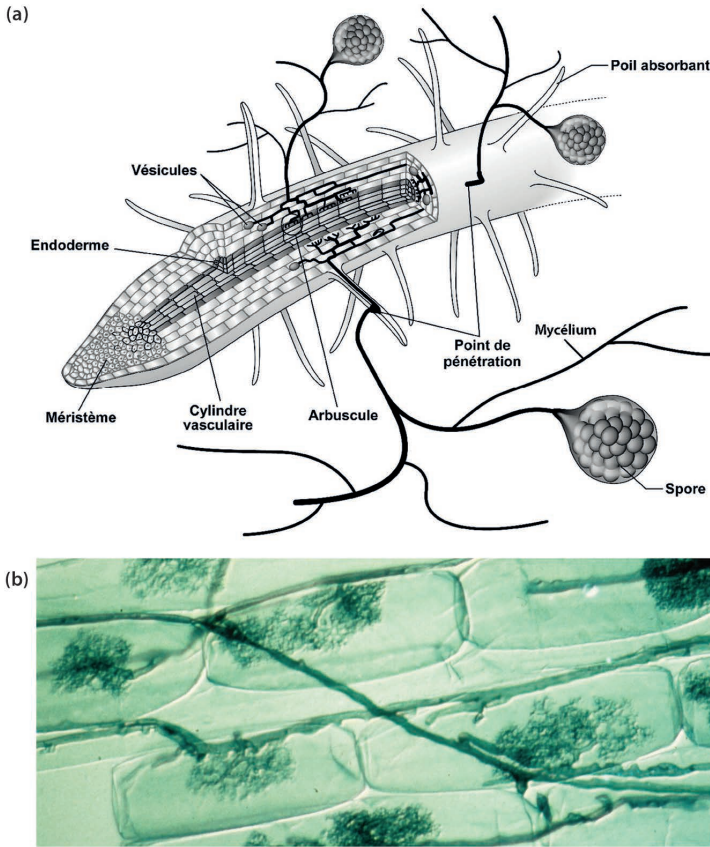 (a)
Poil absorbant
Vésicules
Endoderme
Point de
pénétration
Mycélium
Méristème
Cylindre
vasculaire
Arbuscule
Spore
(b)